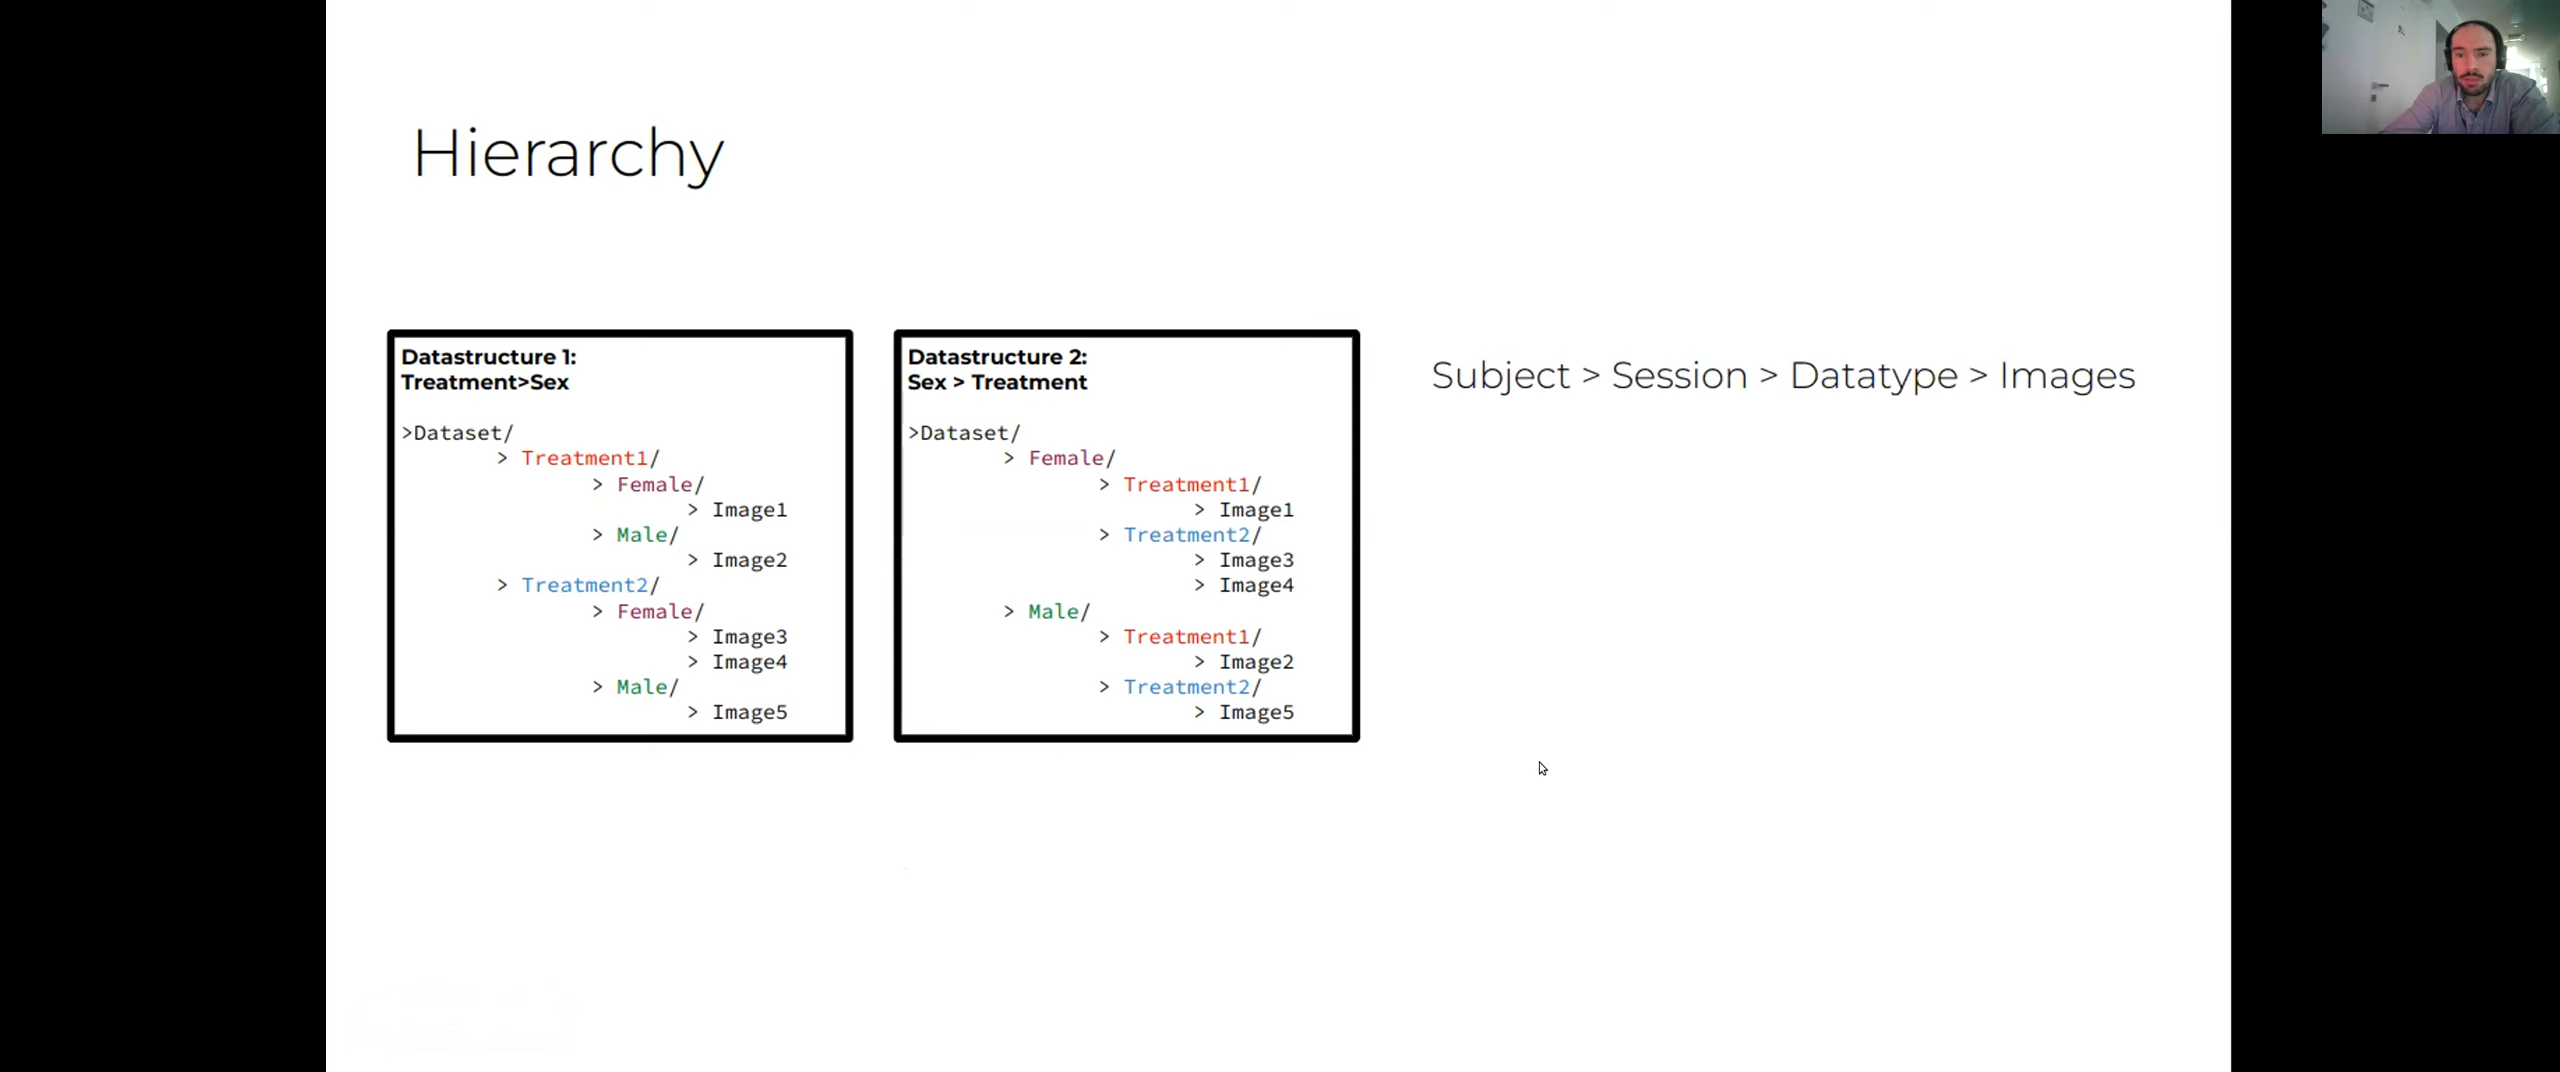 Hierarchy
Datastructure 1:
Treatment>Sex
>Dataset/
> Treatment1/
> Female/
> Image1
> Male/
> Image2
> Treatment2/
> Female/
> Image3
> Image4
> Male/
> Image5
Datastructure 2:
Sex > Treatment
>Dataset/
> Female/
> Treatment1/
> Image1
> Treatment2/
> Image3
> Image4
> Male/
> Treatment1/
> Image2
> Treatment2/
> Image5
Subject > Session > Datatype > Images